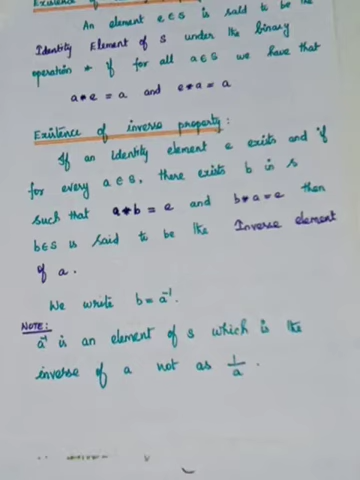 Existence of
An element e ∈ s is said to be the
Identity Element of s under the binary
operation * if for all a ∈ s we have that
a * e = a and e * a = a
Existence of inverse property:
If an identity element e exists and if
for every a ∈ s, there exists b in s
such that a * b = e and b * a = e then
b ∈ s is said to be the Inverse element
of a.
We write b = a⁻¹.
NOTE:
a⁻¹ is an element of s which is the
inverse of a not as 1/a.